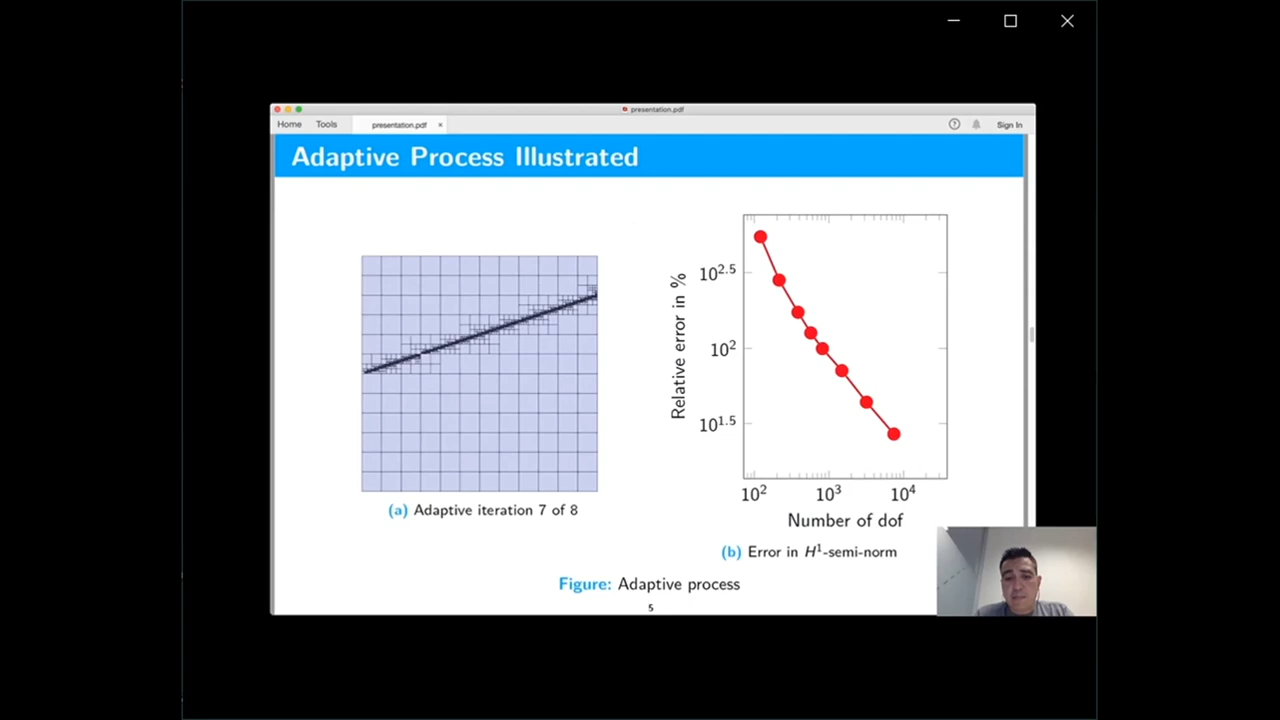 presentation.pdf
Home Tools presentation.pdf × ? Sign In
Adaptive Process Illustrated
10^2.5
10^2
10^1.5
Relative error in %
10^2 10^3 10^4
Number of dof
(a) Adaptive iteration 7 of 8
(b) Error in H^1-semi-norm
Figure: Adaptive process
5